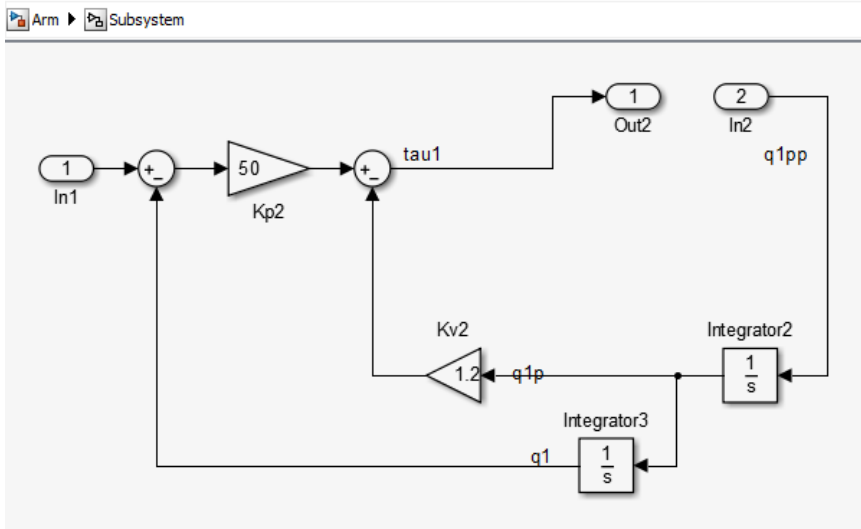 Arm Subsystem
1
Out2
2
In2
+
-
50
Kp2
+
-
tau1
q1pp
1
In1
Kv2
1.2
q1p
Integrator2
1
s
Integrator3
q1
1
s